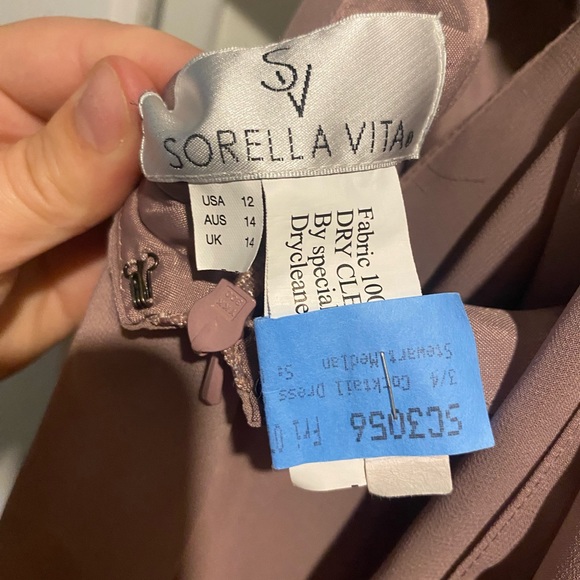 SV
SORELLA VITA®
USA 12
AUS 14
UK 14
Fabric 100
DRY CLE
By special
Drycleane
Stewart, Median
3/4 Cocktail Dress S:
SC3056 Fri